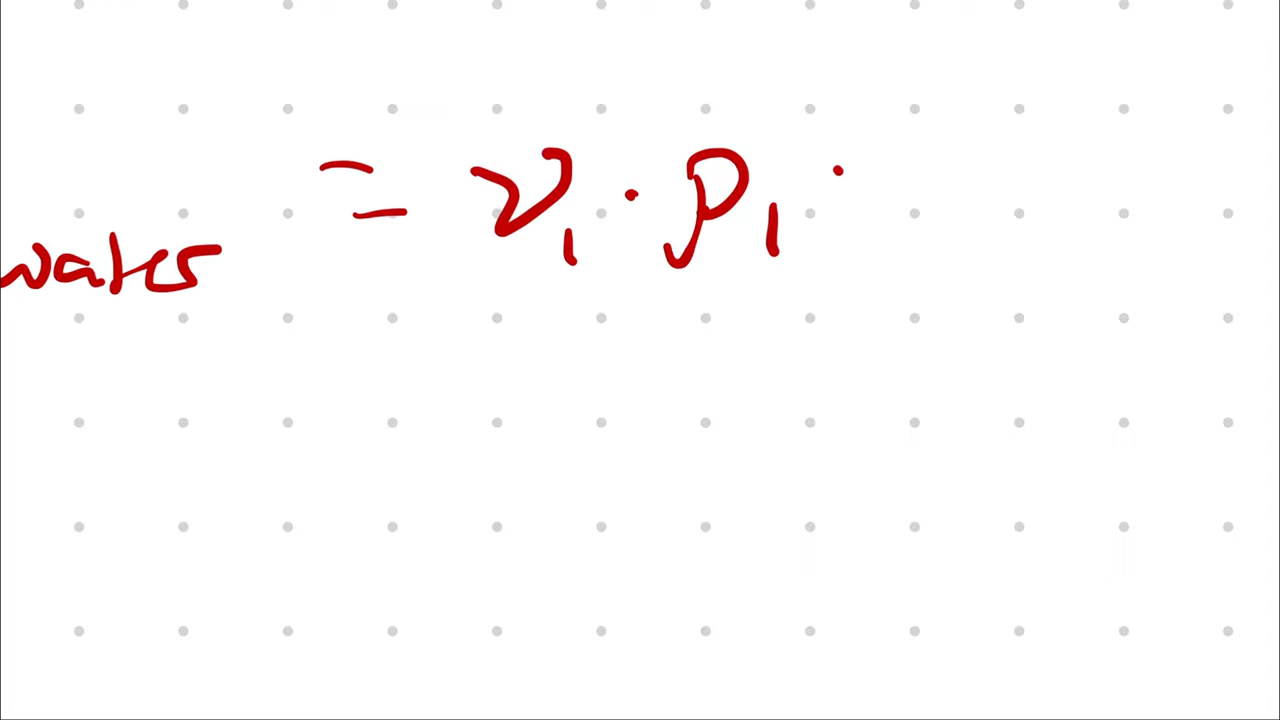 water = v₁ · ρ₁ ·